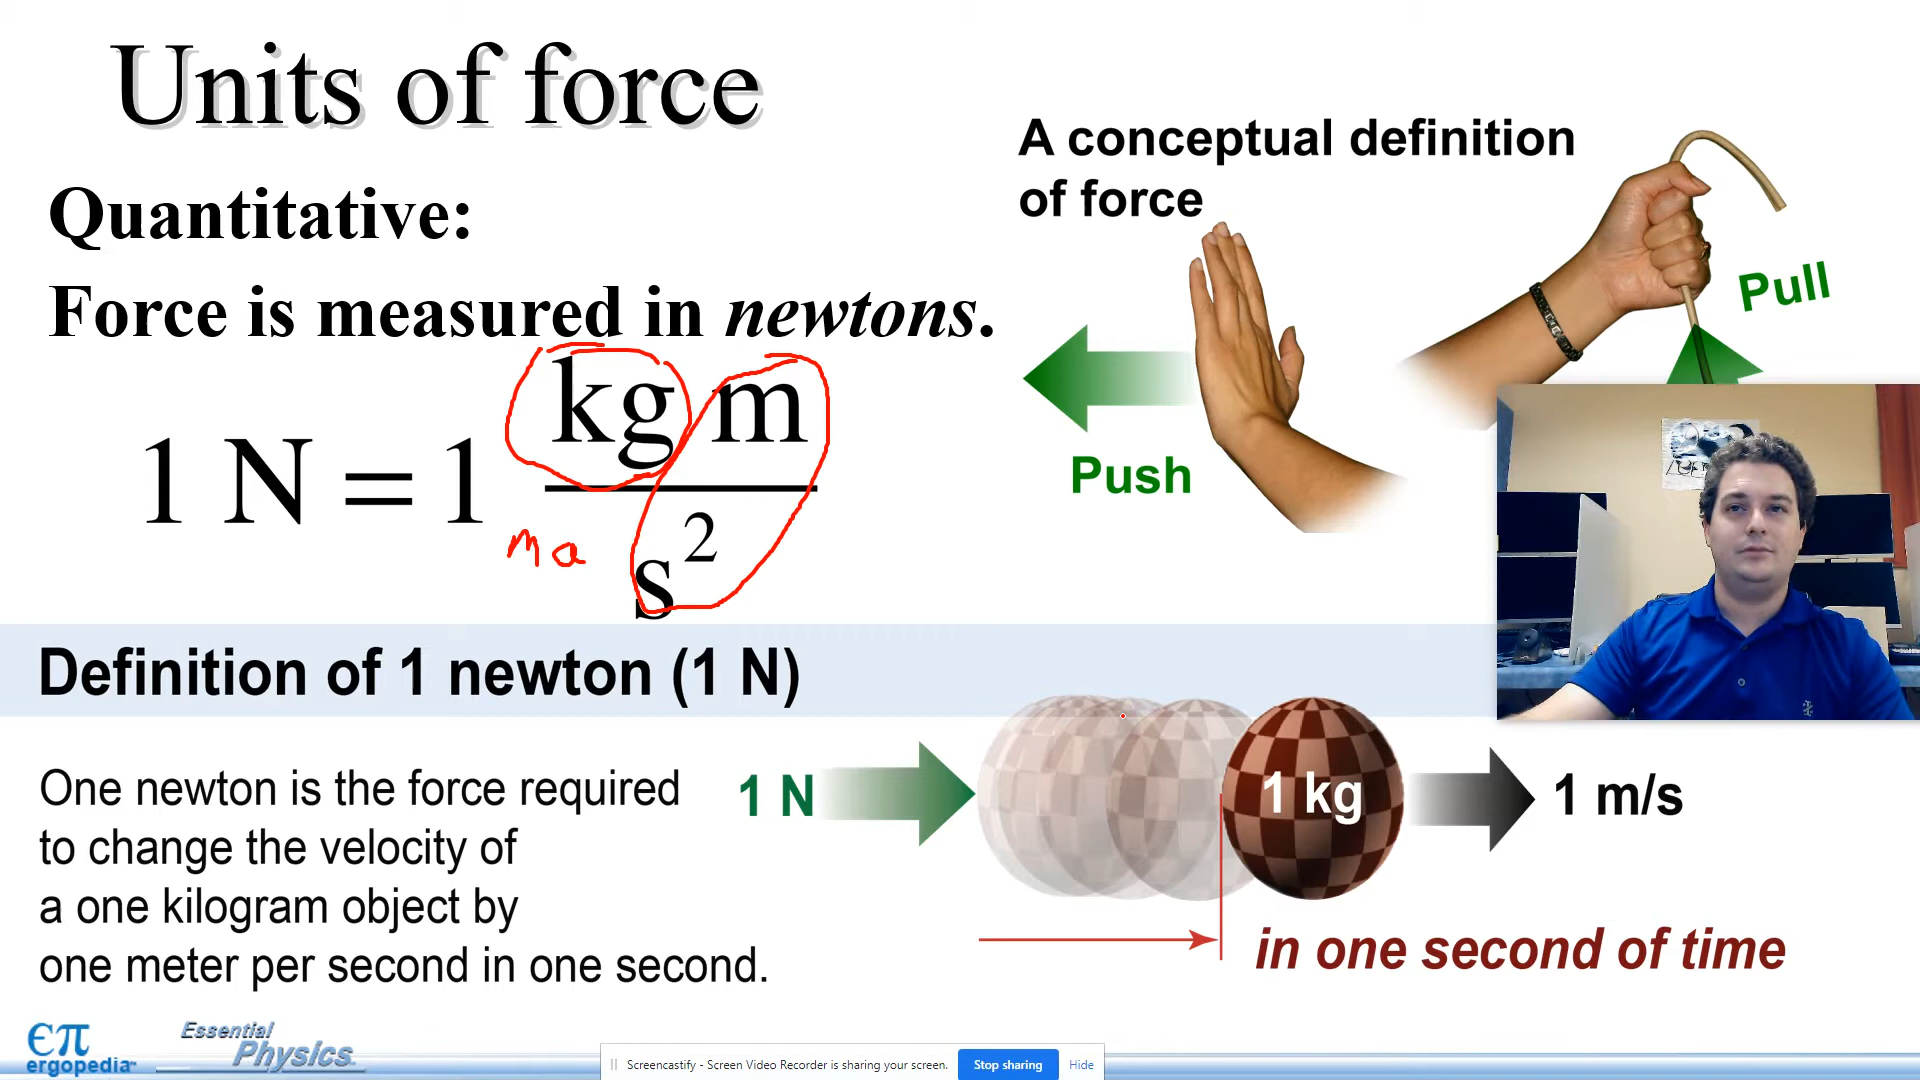 Units of force
Quantitative:
Force is measured in newtons.
1 N = 1 kg m / s²
m a
A conceptual definition
of force
Pull
Push
Definition of 1 newton (1 N)
One newton is the force required
to change the velocity of
a one kilogram object by
one meter per second in one second.
1 N
1 kg
1 m/s
in one second of time
επ
ergopedia™
Essential
Physics
Screencastify - Screen Video Recorder is sharing your screen.
Stop sharing
Hide